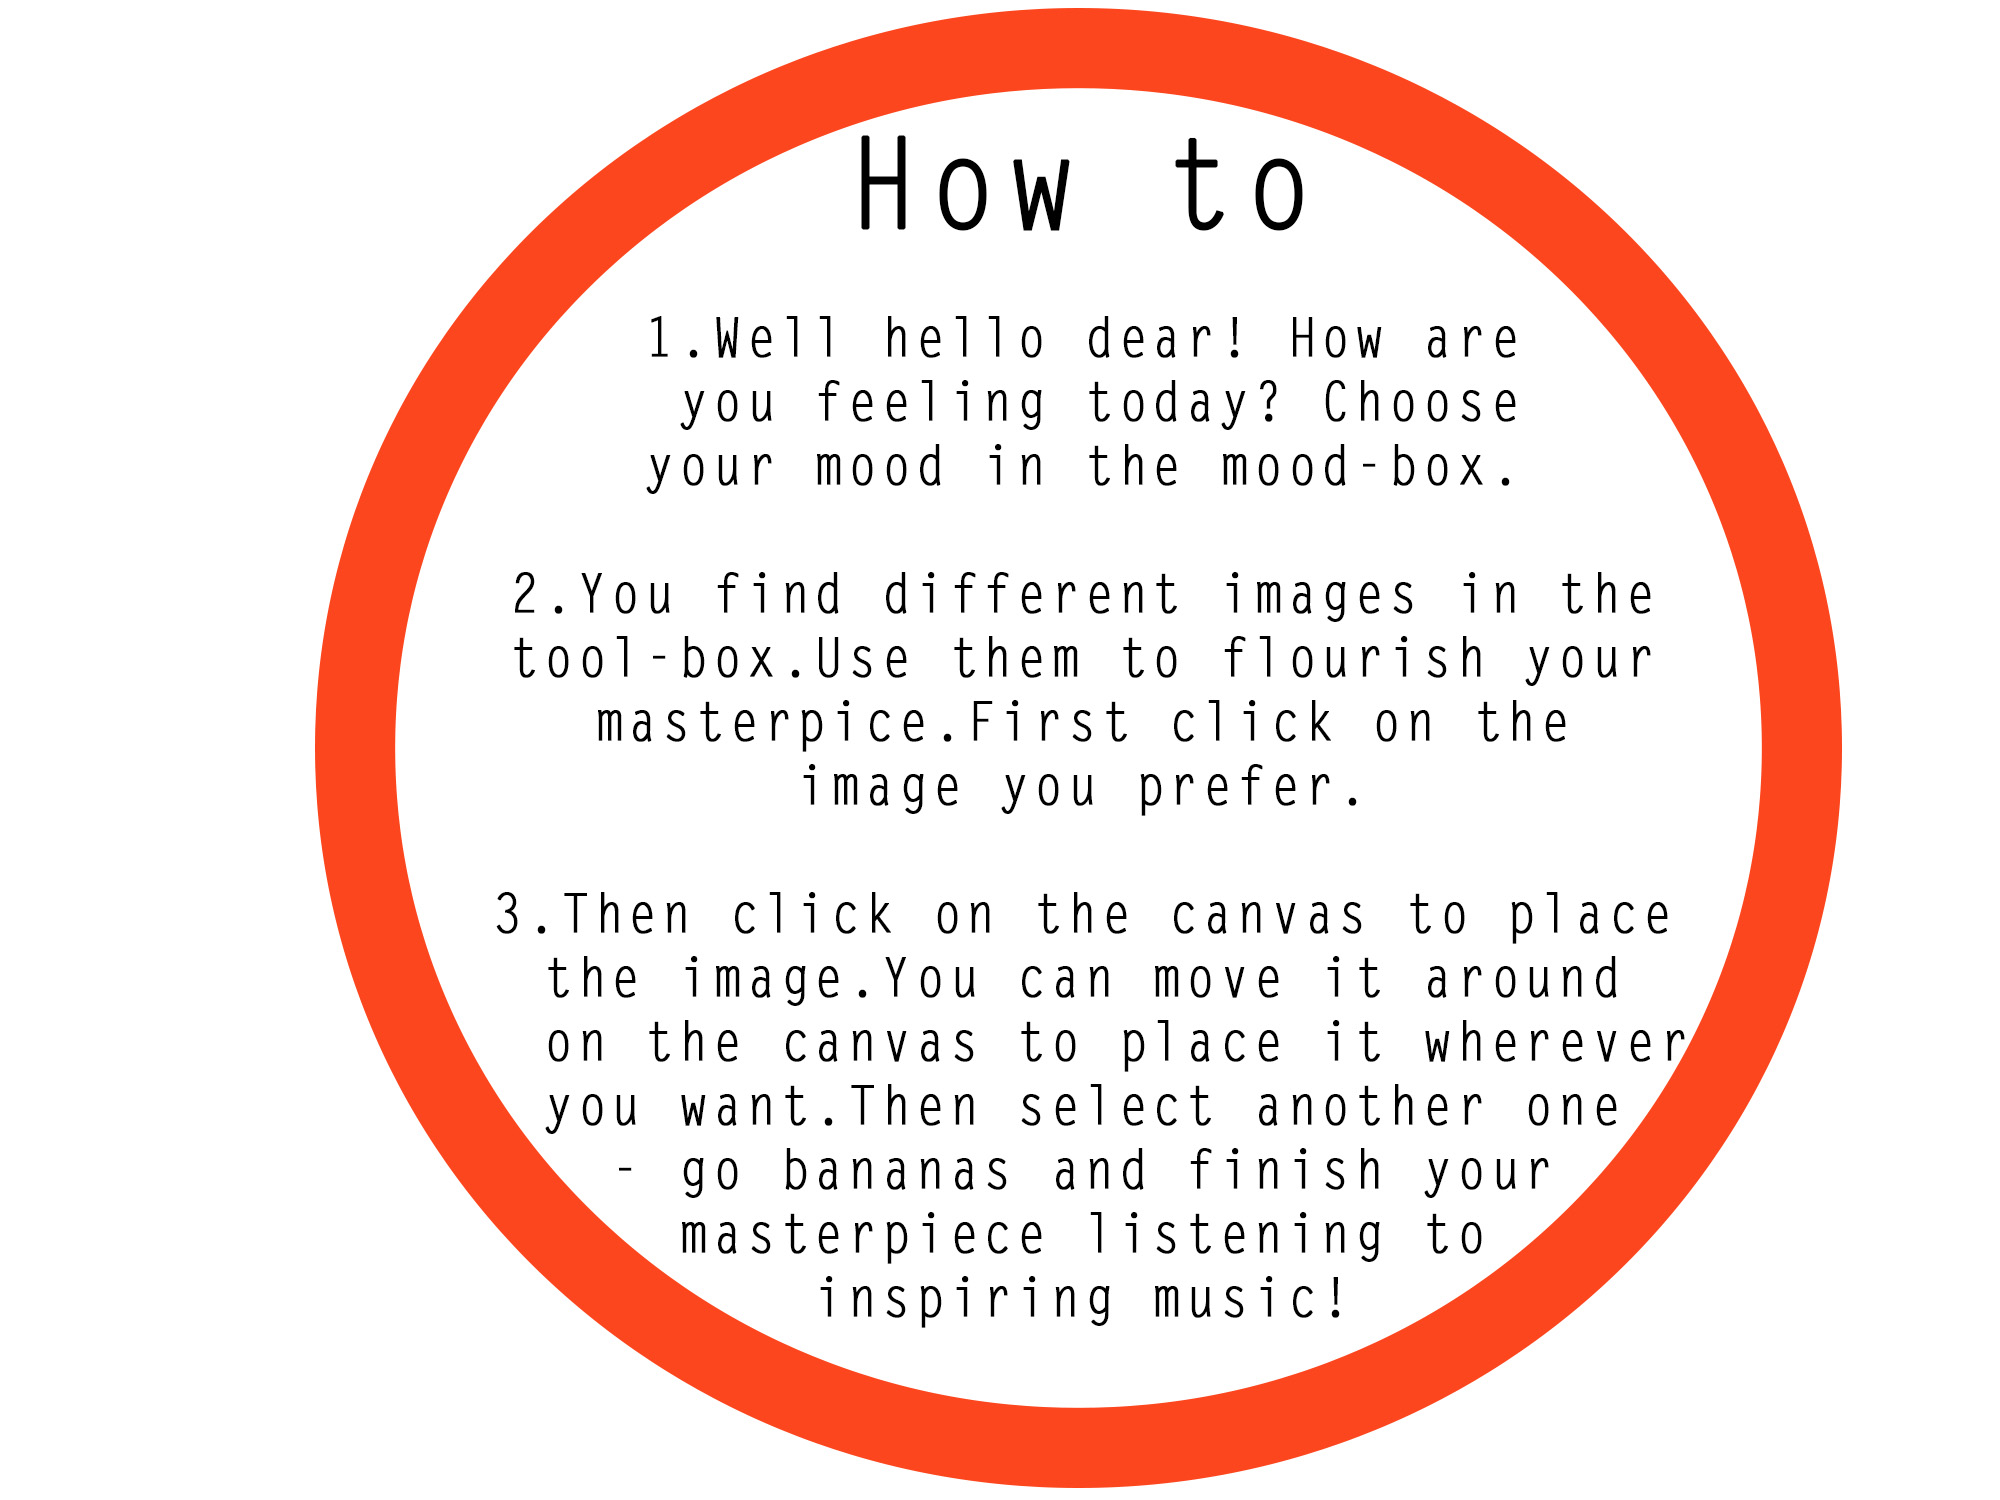 How to
1.Well hello dear! How are
you feeling today? Choose
your mood in the mood-box.
2.You find different images in the
tool-box.Use them to flourish your
masterpice.First click on the
image you prefer.
3.Then click on the canvas to place
the image.You can move it around
on the canvas to place it wherever
you want.Then select another one
- go bananas and finish your
masterpiece listening to
inspiring music!